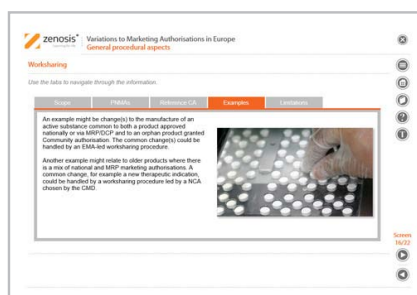 zenosis
Variations to Marketing Authorisations in Europe
General procedural aspects
Worksharing
Use the tabs to navigate through the information.
Scope PNMAs Reference CA Examples Limitations
An example might be change(s) to the manufacture of an
active substance common to both a product approved
nationally or via MRP/DCP and to an orphan product granted
Community authorisation. The common change(s) could be
handled by an EMA-led worksharing procedure.
Another example might relate to older products where there
is a mix of national and MRP marketing authorisations. A
common change, for example a new therapeutic indication,
could be handled by a worksharing procedure led by a NCA
chosen by the CMD.
Screen
16/22